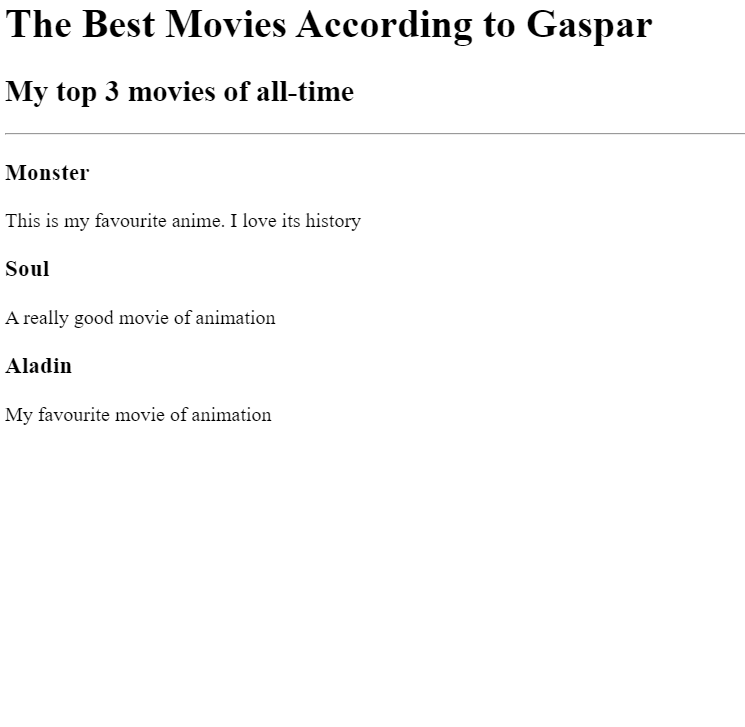 The Best Movies According to Gaspar
My top 3 movies of all-time
Monster
This is my favourite anime. I love its history
Soul
A really good movie of animation
Aladin
My favourite movie of animation